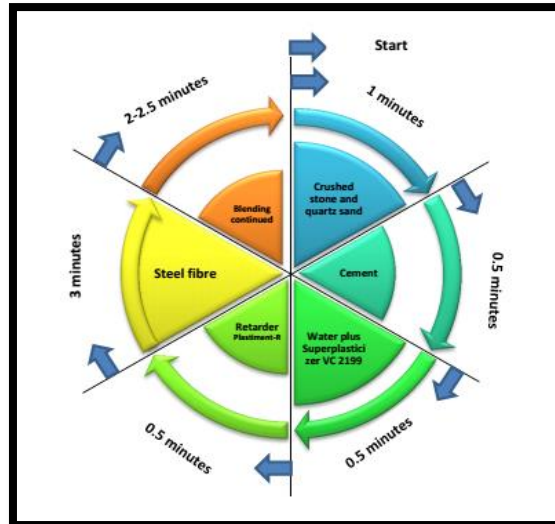 Start
1 minutes
Crushed
stone and
quartz sand
Cement
0.5 minutes
Water plus
Superplastici
zer VC 2199
0.5 minutes
Retarder
Plastiment-R
0.5 minutes
Steel fibre
3 minutes
Blending
continued
2-2.5 minutes